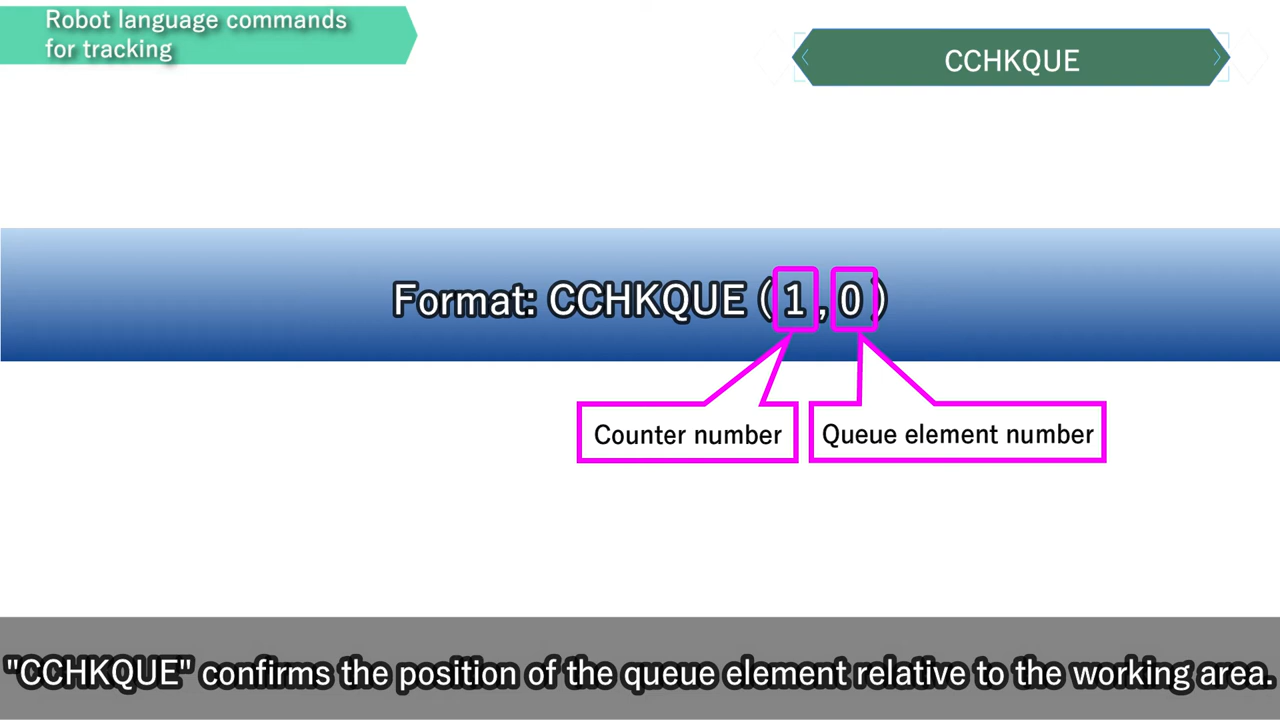 Robot language commands
for tracking
CCHKQUE
Format: CCHKQUE (1,0)
Counter number
Queue element number
"CCHKQUE" confirms the position of the queue element relative to the working area.